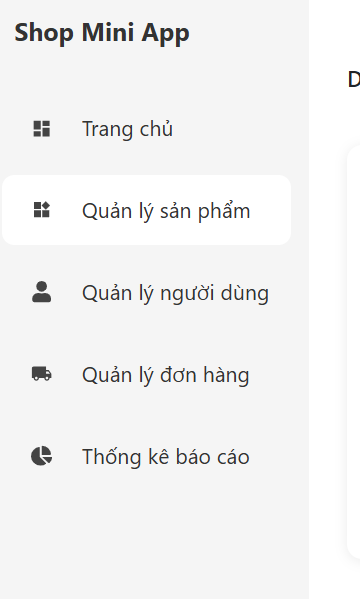 Shop Mini App
Trang chủ
Quản lý sản phẩm
Quản lý người dùng
Quản lý đơn hàng
Thống kê báo cáo